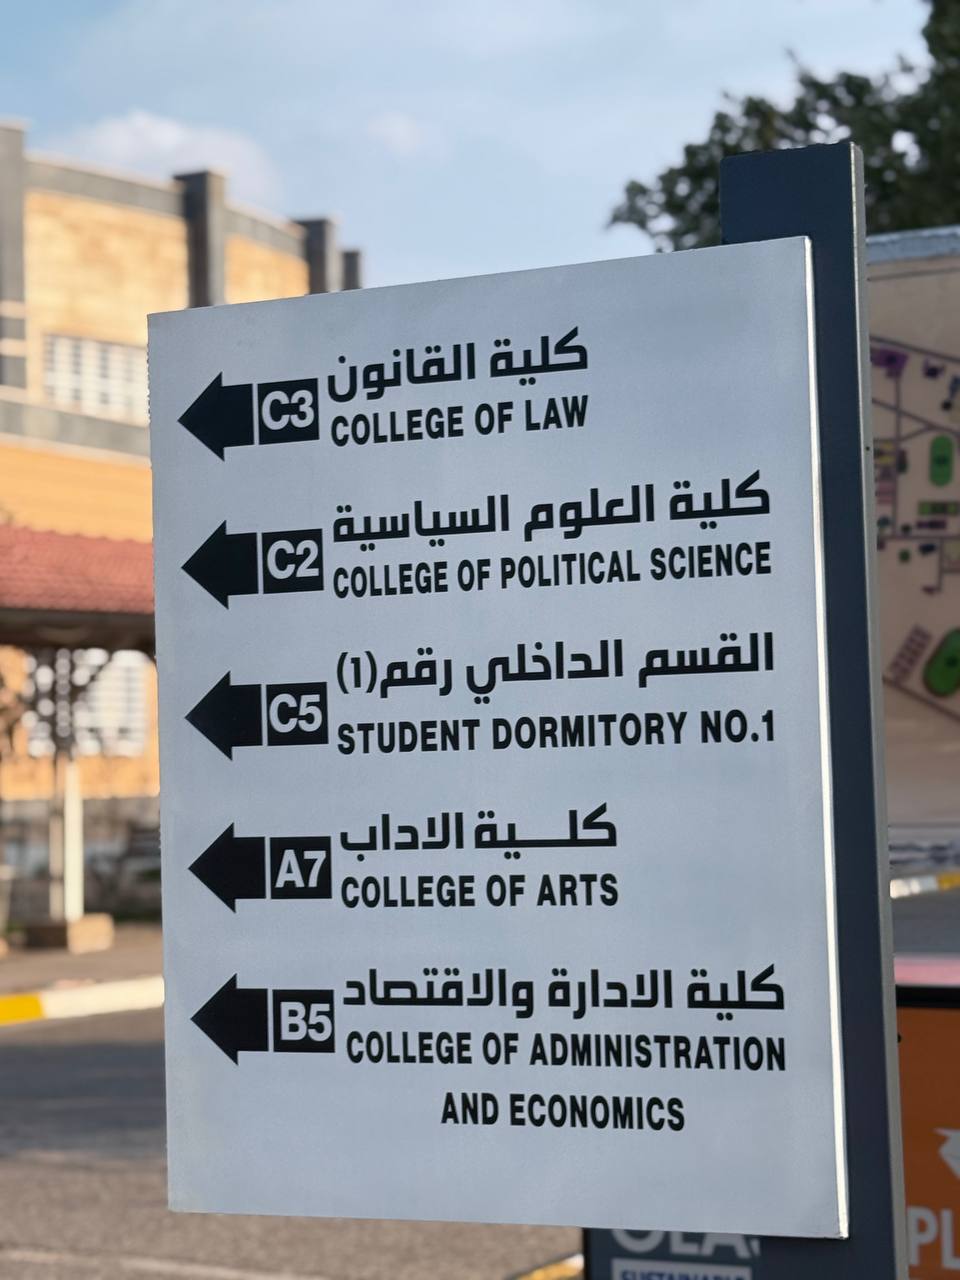 كلية القانون
C3
COLLEGE OF LAW
كلية العلوم السياسية
C2
COLLEGE OF POLITICAL SCIENCE
القسم الداخلي رقم(1)
C5
STUDENT DORMITORY NO.1
كلـــية الاداب
A7
COLLEGE OF ARTS
كلية الادارة والاقتصاد
B5
COLLEGE OF ADMINISTRATION
AND ECONOMICS